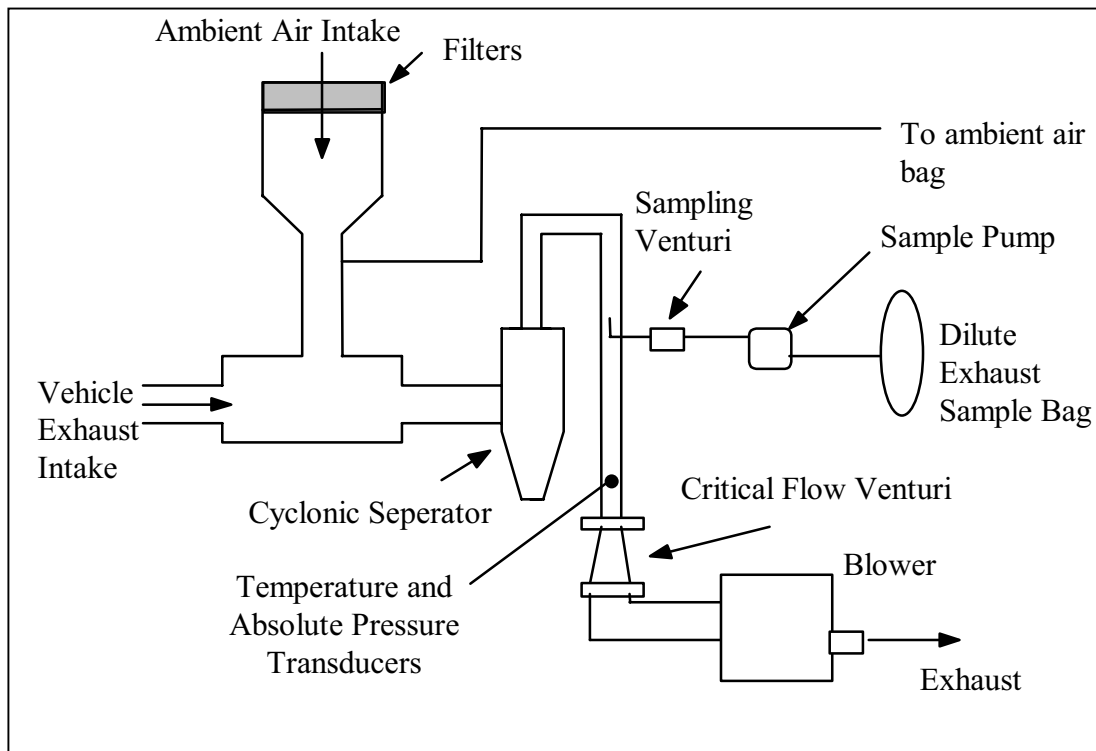 Ambient Air Intake
Filters
To ambient air
bag
Sampling
Venturi
Sample Pump
Dilute
Exhaust
Sample Bag
Vehicle
Exhaust
Intake
Cyclonic Seperator
Critical Flow Venturi
Temperature and
Absolute Pressure
Transducers
Blower
Exhaust